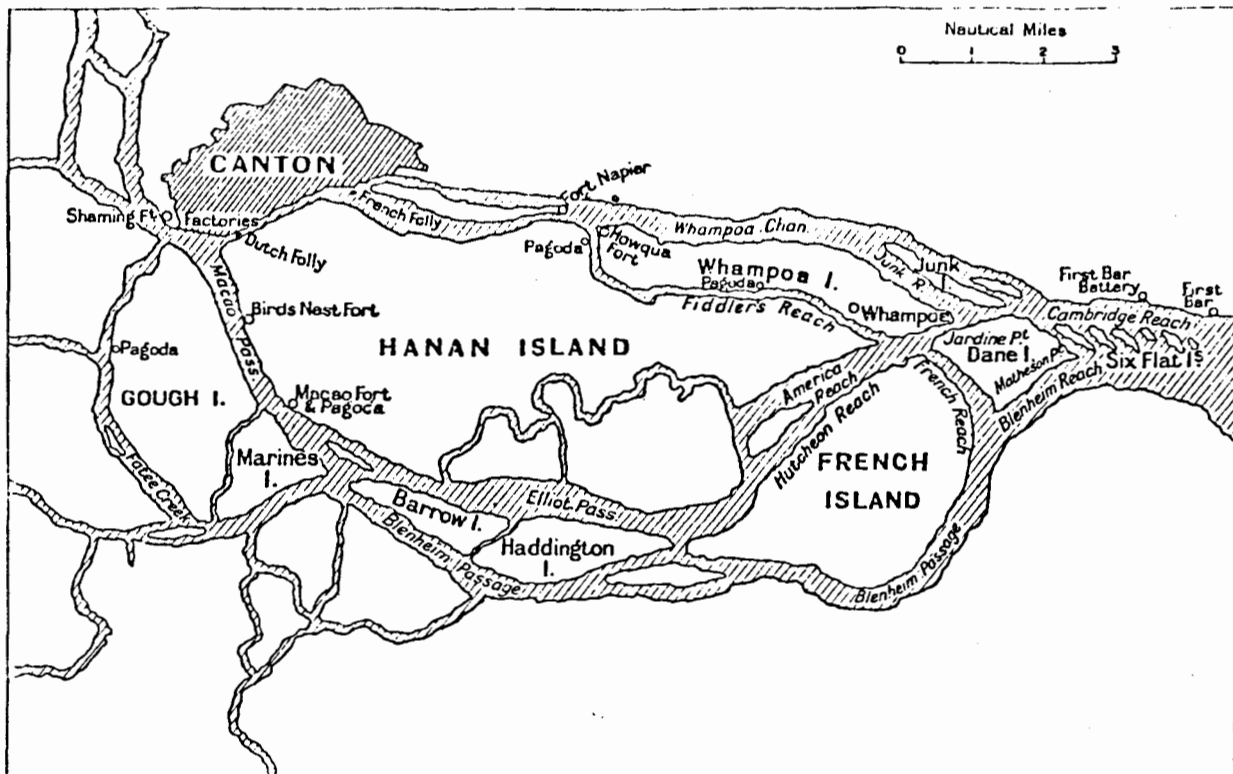 Nautical Miles
0 1 2 3
CANTON
Shaming Ft.
Factories
Dutch Folly
French Folly
Fort Napier
Pagoda
Howqua
Fort
Whampoa Chan.
Whampoa I.
Pagoda
Junk R.
Junk
Fiddler's Reach
Whampoa
First Bar
Battery
First
Bar
Cambridge Reach
Jardine Pt.
Dane I.
Matheson Pt.
Six Flat Is.
Blenheim Reach
Macao Pass
Birds Nest Fort
HANAN ISLAND
Pagoda
GOUGH I.
Macao Fort
& Pagoda
America
Reach
Hutcheon Reach
French Reach
FRENCH
ISLAND
Marines
I.
Fatee Creek
Barrow I.
Elliot Pass.
Haddington
I.
Blenheim Passage
Blenheim Passage